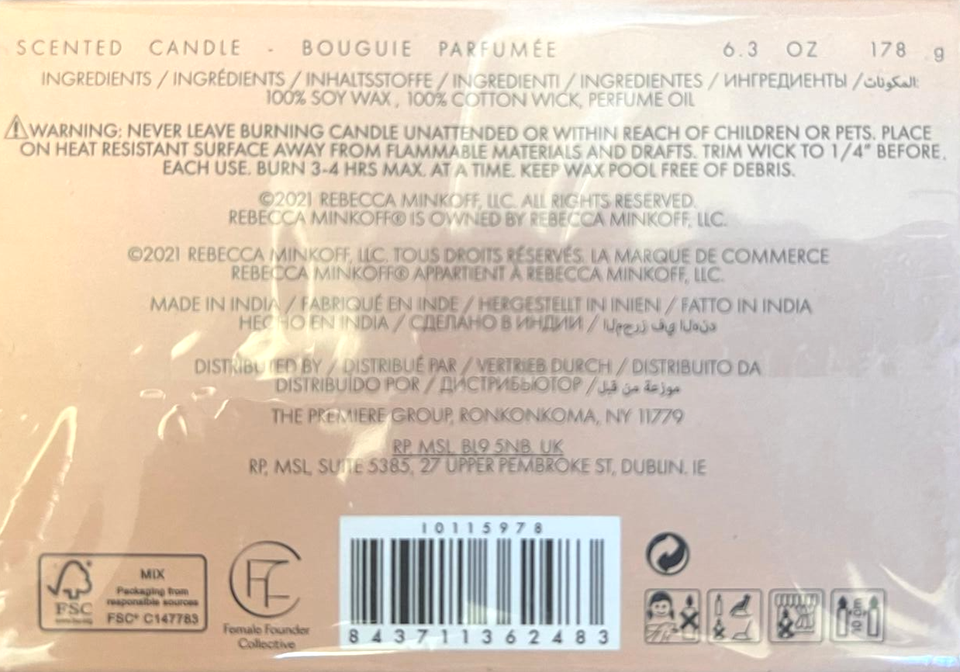 SCENTED CANDLE - BOUGUIE PARFUMÉE 6.3 OZ 178 g
INGREDIENTS / INGRÉDIENTS / INHALTSSTOFFE / INGREDIENTI / INGREDIENTES / ИНГРЕДИЕНТЫ / المكونات:
100% SOY WAX , 100% COTTON WICK, PERFUME OIL
⚠WARNING: NEVER LEAVE BURNING CANDLE UNATTENDED OR WITHIN REACH OF CHILDREN OR PETS. PLACE
ON HEAT RESISTANT SURFACE AWAY FROM FLAMMABLE MATERIALS AND DRAFTS. TRIM WICK TO 1/4" BEFORE.
EACH USE. BURN 3-4 HRS MAX. AT A TIME. KEEP WAX POOL FREE OF DEBRIS.
©2021 REBECCA MINKOFF, LLC. ALL RIGHTS RESERVED.
REBECCA MINKOFF® IS OWNED BY REBECCA MINKOFF, LLC.
©2021 REBECCA MINKOFF, LLC. TOUS DROITS RÉSERVÉS. LA MARQUE DE COMMERCE
REBECCA MINKOFF® APPARTIENT À REBECCA MINKOFF, LLC.
MADE IN INDIA / FABRIQUÉ EN INDE / HERGESTELLT IN INIEN / FATTO IN INDIA
HECHO EN INDIA / СДЕЛАНО В ИНДИИ / في الهند
DISTRIBUTED BY / DISTRIBUÉ PAR / VERTRIEB DURCH / DISTRIBUITO DA
DISTRIBUÍDO POR / ДИСТРИБЬЮТОР / موزعة من قبل
THE PREMIERE GROUP, RONKONKOMA, NY 11779
RP, MSL, BL9 5NB. UK
RP, MSL, SUITE 5385, 27 UPPER PEMBROKE ST, DUBLIN. IE
10115978
843711362483
FSC
MIX
Packaging from
responsible sources
FSC® C147783
Female Founder
Collective
10 CM